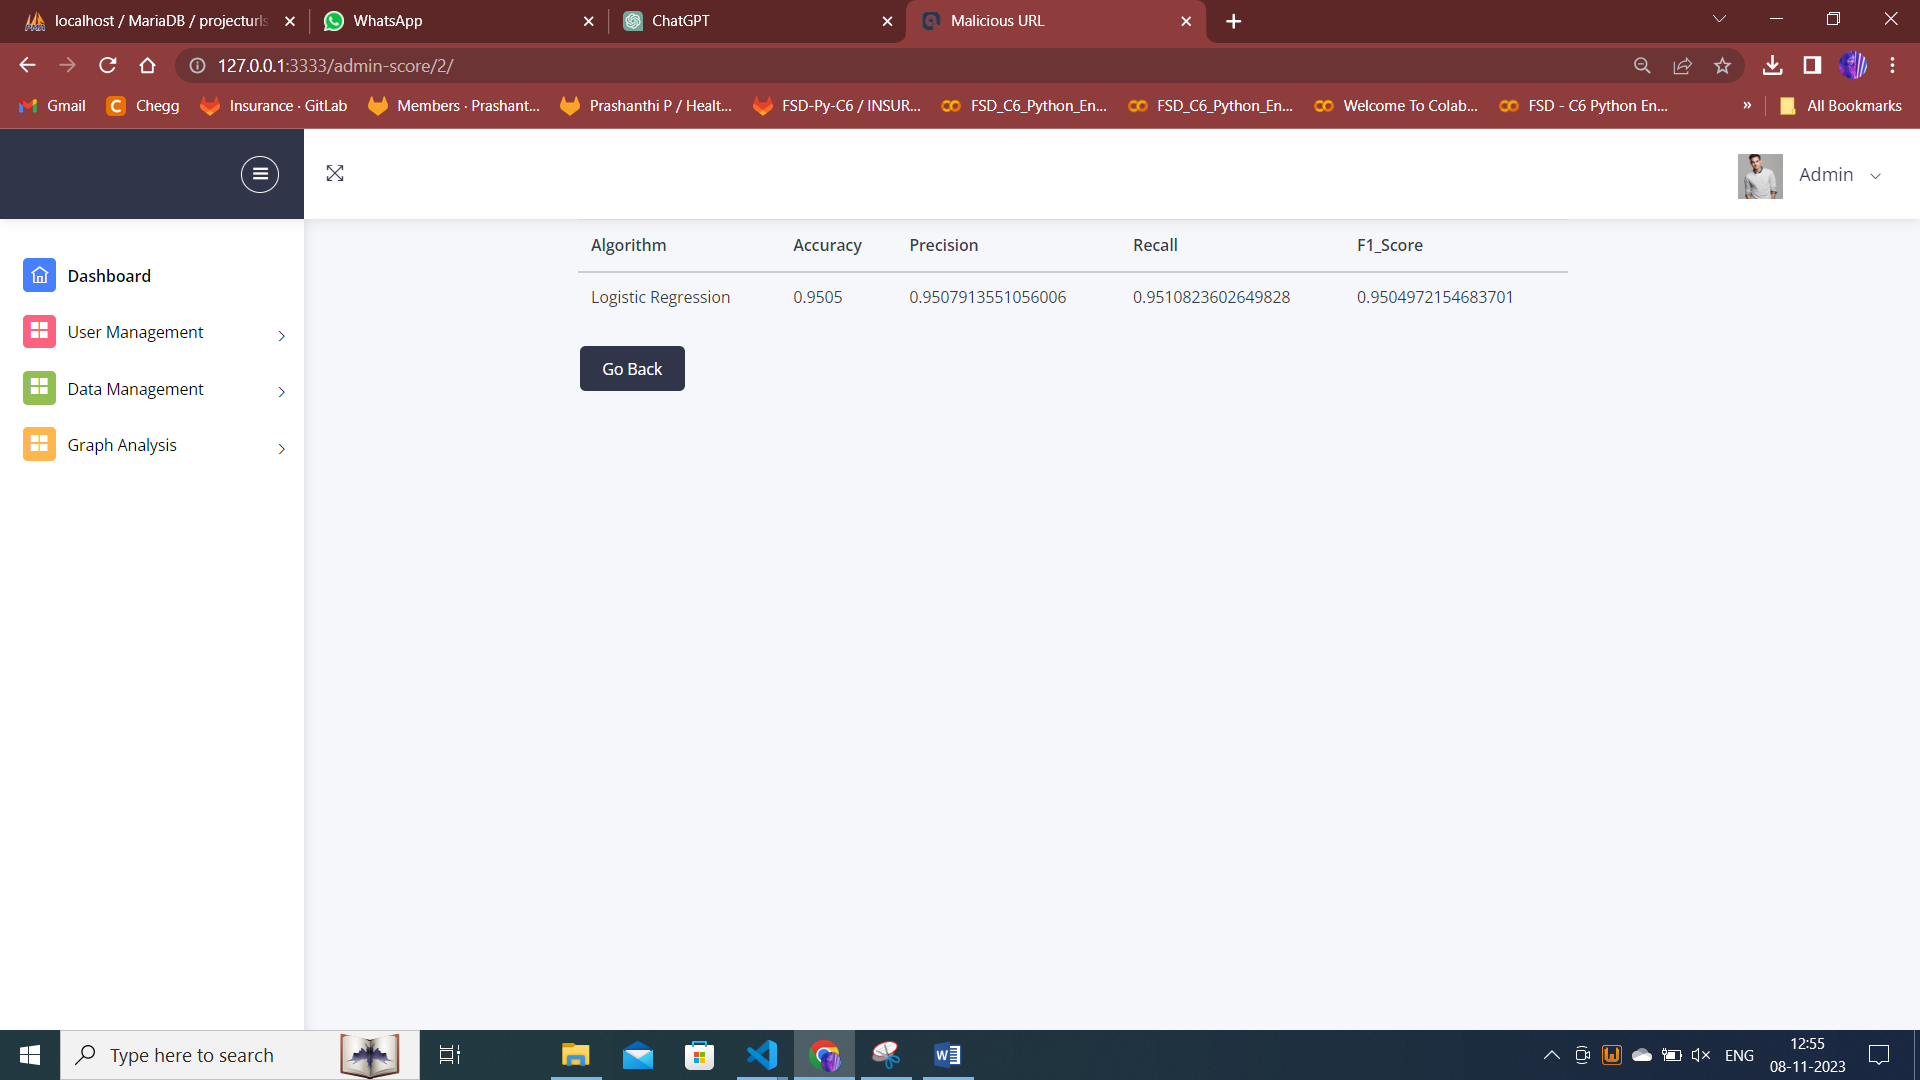 localhost / MariaDB / projecturls
WhatsApp
ChatGPT
Malicious URL
127.0.0.1:3333/admin-score/2/
Gmail
Chegg
Insurance · GitLab
Members · Prashant...
Prashanthi P / Healt...
FSD-Py-C6 / INSUR...
FSD_C6_Python_En...
FSD_C6_Python_En...
Welcome To Colab...
FSD - C6 Python En...
»
All Bookmarks
Admin
Dashboard
User Management
Data Management
Graph Analysis
Algorithm Accuracy Precision Recall F1_Score
Logistic Regression 0.9505 0.9507913551056006 0.9510823602649828 0.9504972154683701
Go Back
Type here to search
ENG
12:55
08-11-2023